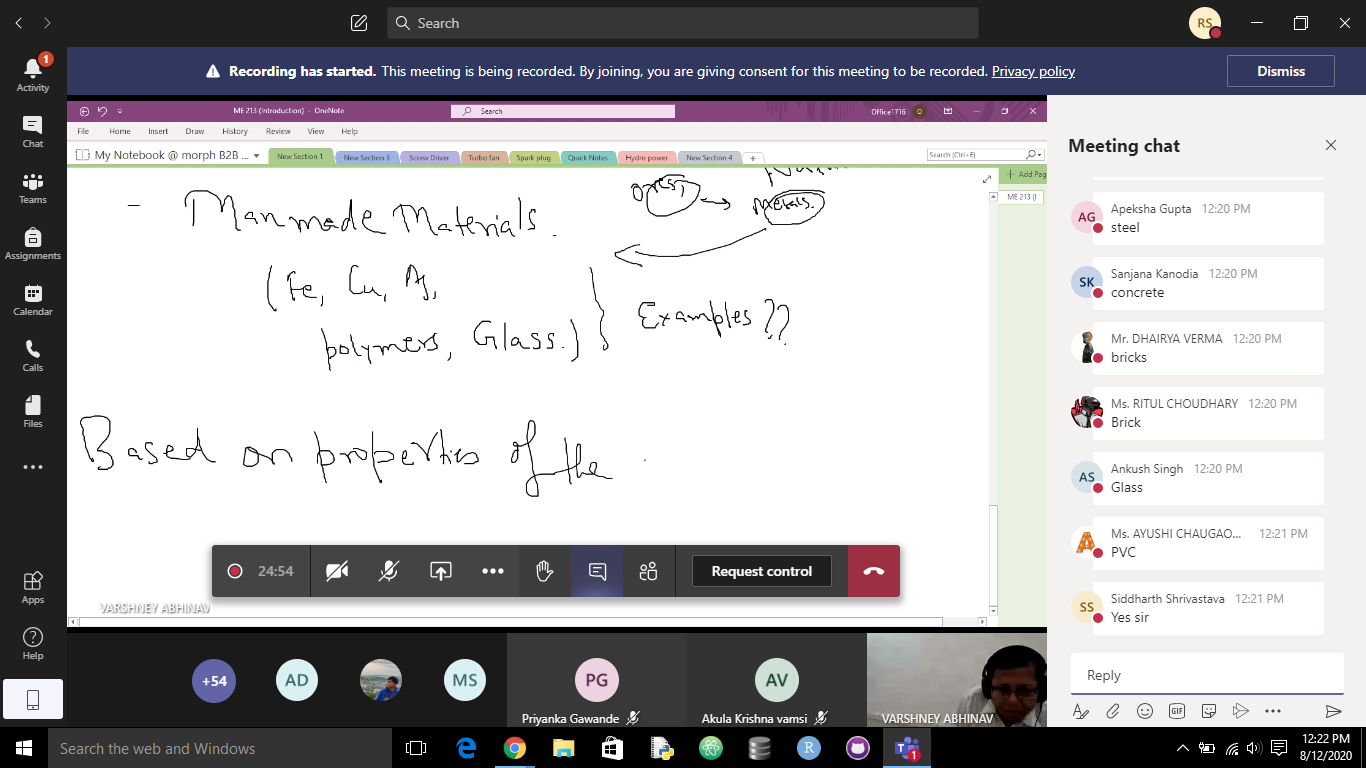 Search
RS
Recording has started. This meeting is being recorded. By joining, you are giving consent for this meeting to be recorded. Privacy policy
Dismiss
1
Activity
Chat
Teams
Assignments
Calendar
Calls
Files
Apps
Help
ME 213 (Introduction) - OneNote
Search
Office1716
File Home Insert Draw History Review View Help
My Notebook @ morph B2B ...
New Section 1 New Section 3 Screw Driver Turbo fan Spark plug Quick Notes Hydro power New Section 4 +
Search (Ctrl+E)
+ Add Pag
ME 213 (I
ores, → Metals.
- Manmade Materials.
(Fe, Cu, Ag,
polymers, Glass.)
Examples??
Based on properties of the
24:54
Request control
VARSHNEY ABHINAV
+54
AD
MS
PG
Priyanka Gawande
AV
Akula Krishna vamsi
VARSHNEY ABHINAV
Meeting chat
AG
Apeksha Gupta 12:20 PM
steel
SK
Sanjana Kanodia 12:20 PM
concrete
Mr. DHAIRYA VERMA 12:20 PM
bricks
Ms. RITUL CHOUDHARY 12:20 PM
Brick
AS
Ankush Singh 12:20 PM
Glass
Ms. AYUSHI CHAUGAO... 12:21 PM
PVC
SS
Siddharth Shrivastava 12:21 PM
Yes sir
Reply
GIF
Search the web and Windows
R
1
12:22 PM
8/12/2020